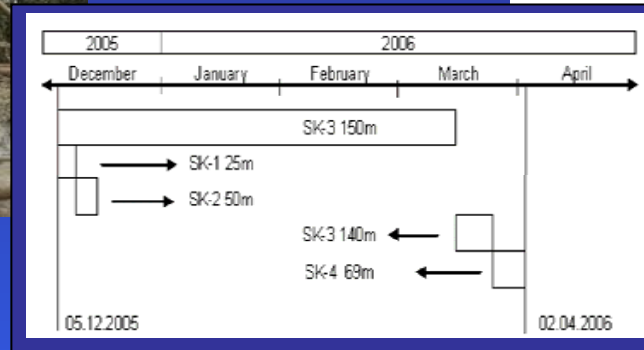 2005 2006
December January February March April
SK-3 150m
SK-1 25m
SK-2 50m
SK-3 140m
SK-4 69m
05.12.2005 02.04.2006